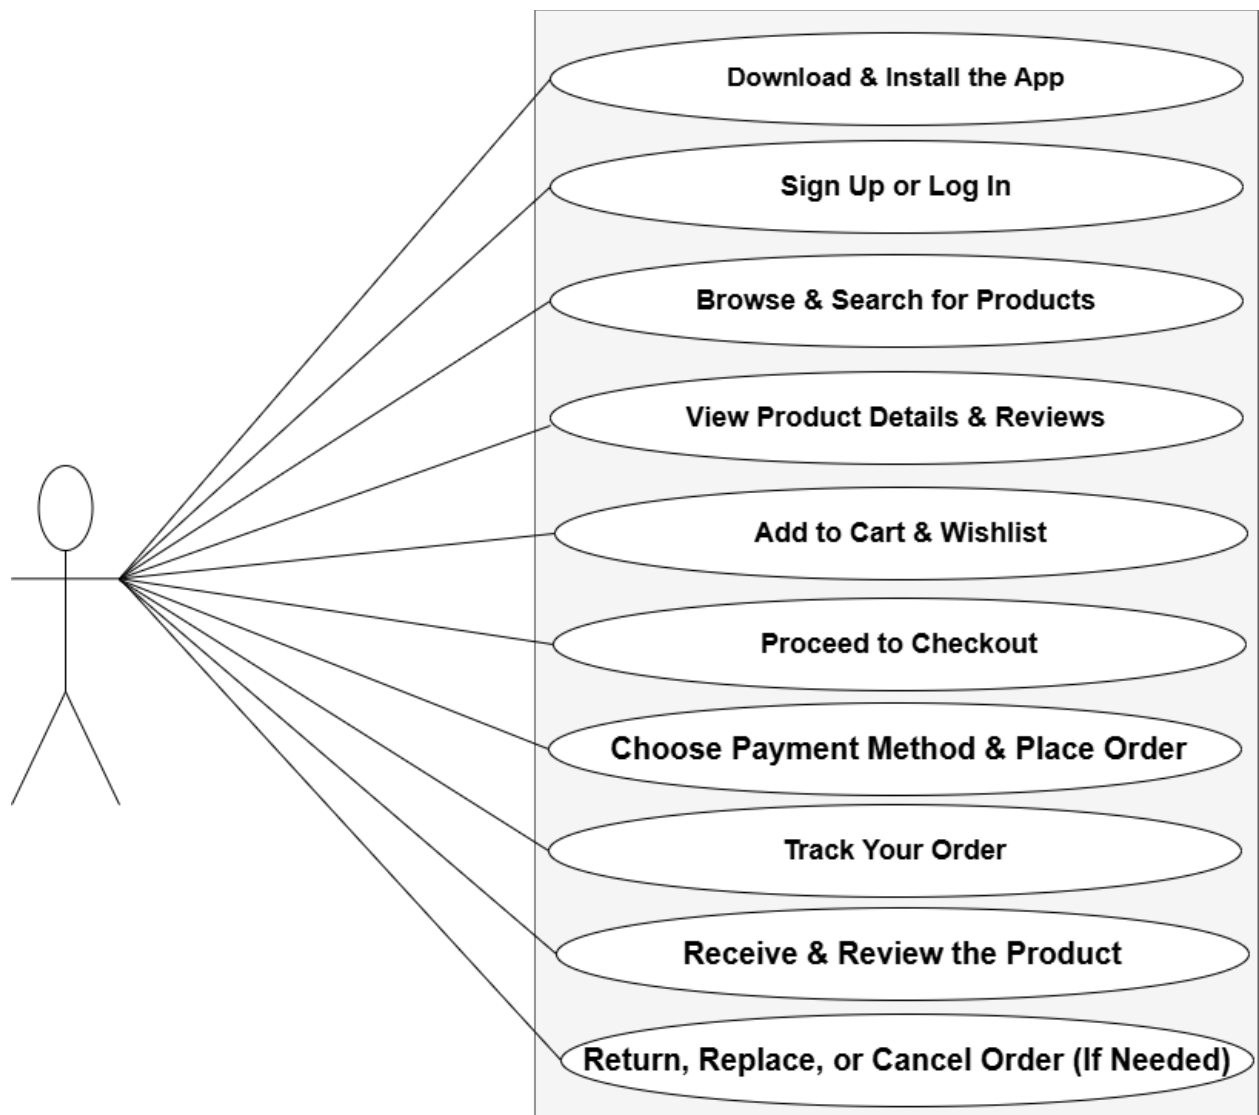 Download & Install the App
Sign Up or Log In
Browse & Search for Products
View Product Details & Reviews
Add to Cart & Wishlist
Proceed to Checkout
Choose Payment Method & Place Order
Track Your Order
Receive & Review the Product
Return, Replace, or Cancel Order (If Needed)